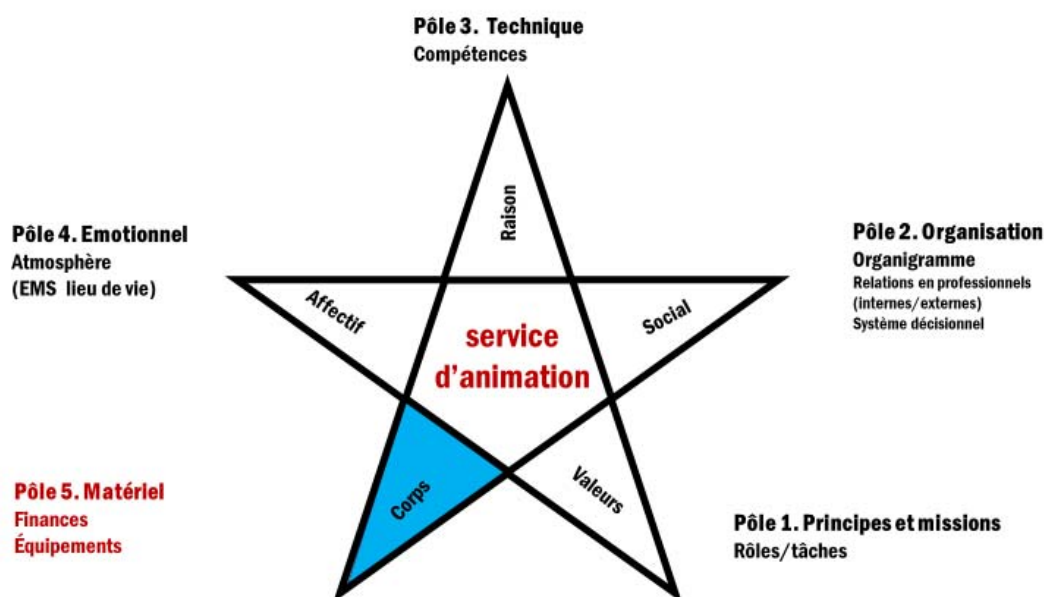 Pôle 3. Technique
Compétences
Raison
Pôle 4. Emotionnel
Atmosphère
(EMS lieu de vie)
Affectif
Pôle 2. Organisation
Organigramme
Relations en professionnels
(internes/externes)
Système décisionnel
Social
service
d'animation
Pôle 5. Matériel
Finances
Équipements
Corps
Valeurs
Pôle 1. Principes et missions
Rôles/tâches